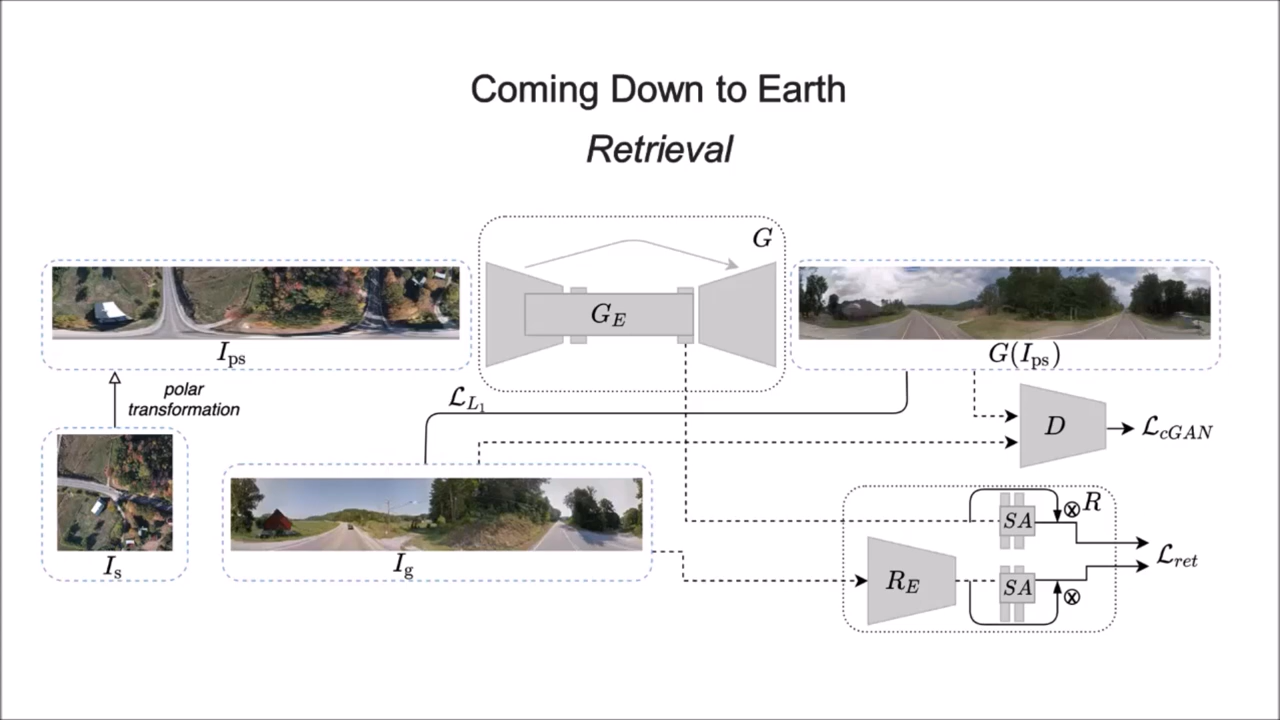 Coming Down to Earth
Retrieval
G
G_E
I_ps
G(I_ps)
polar
transformation
ℒ_L₁
D
ℒ_cGAN
I_s
I_g
SA
⊗
R
R_E
SA
⊗
ℒ_ret